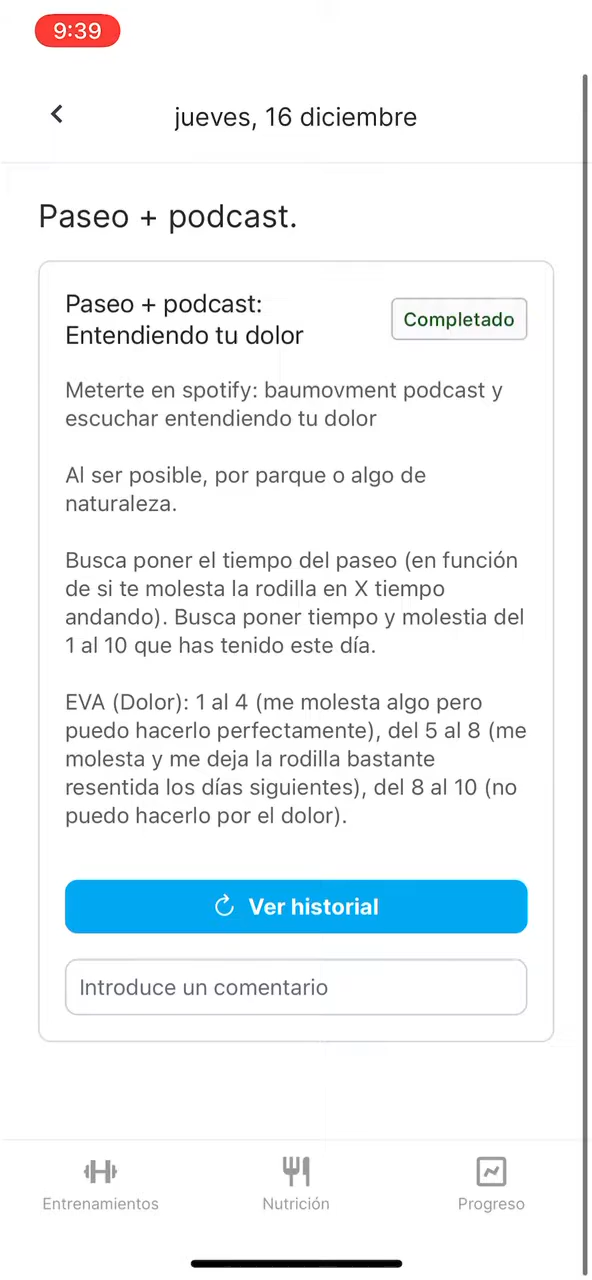 9:39
jueves, 16 diciembre
Paseo + podcast.
Paseo + podcast:
Entendiendo tu dolor
Completado
Meterte en spotify: baumovment podcast y
escuchar entendiendo tu dolor
Al ser posible, por parque o algo de
naturaleza.
Busca poner el tiempo del paseo (en función
de si te molesta la rodilla en X tiempo
andando). Busca poner tiempo y molestia del
1 al 10 que has tenido este día.
EVA (Dolor): 1 al 4 (me molesta algo pero
puedo hacerlo perfectamente), del 5 al 8 (me
molesta y me deja la rodilla bastante
resentida los días siguientes), del 8 al 10 (no
puedo hacerlo por el dolor).
Ver historial
Introduce un comentario
Entrenamientos
Nutrición
Progreso